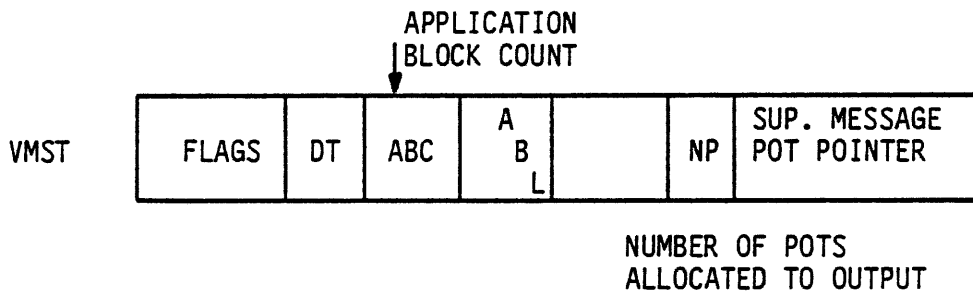 APPLICATION
BLOCK COUNT
VMST
FLAGS
DT
ABC
A
B
L
NP
SUP. MESSAGE
POT POINTER
NUMBER OF POTS
ALLOCATED TO OUTPUT